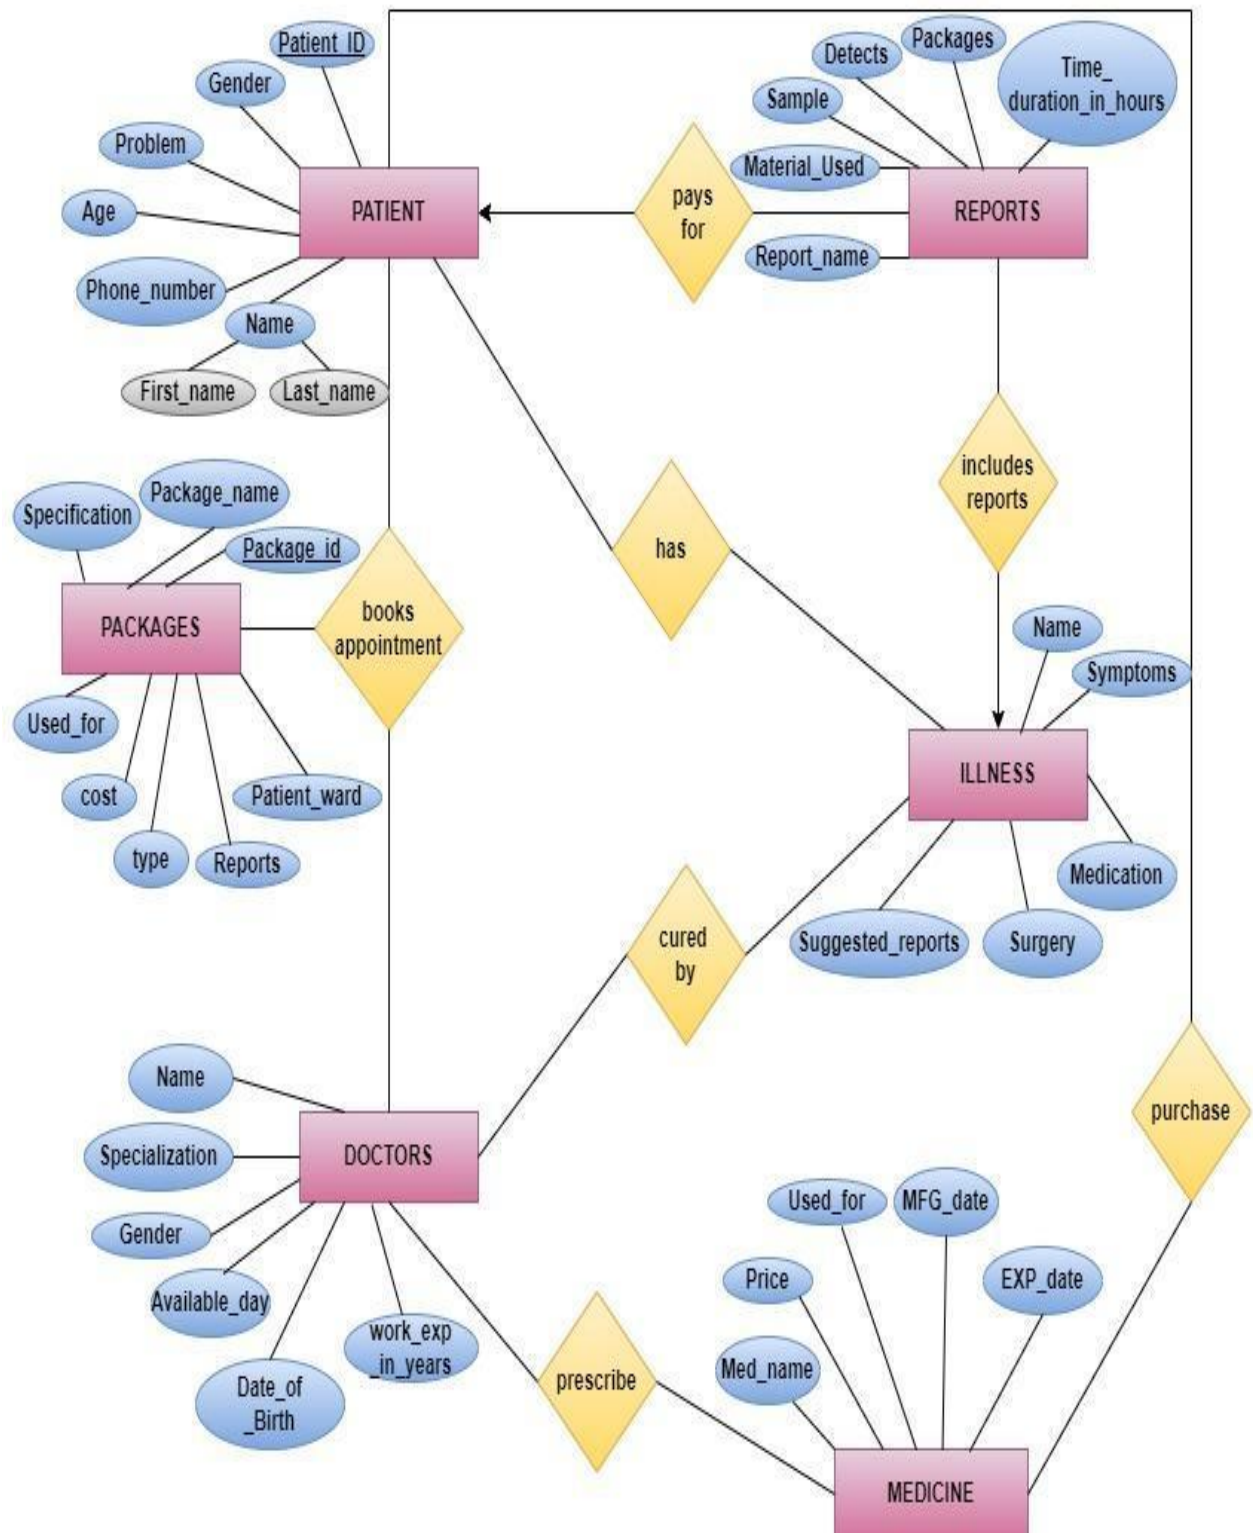 Patient_ID
Gender
Problem
Age
Phone_number
Name
First_name
Last_name
PATIENT
pays
for
Packages
Detects
Sample
Time_
duration_in_hours
Material_Used
Report_name
REPORTS
includes
reports
has
Specification
Package_name
Package_id
PACKAGES
books
appointment
Used_for
cost
type
Reports
Patient_ward
Name
Symptoms
ILLNESS
Medication
Suggested_reports
Surgery
cured
by
Name
Specialization
Gender
Available_day
Date_of
_Birth
work_exp
_in_years
DOCTORS
prescribe
purchase
Used_for
MFG_date
Price
EXP_date
Med_name
MEDICINE